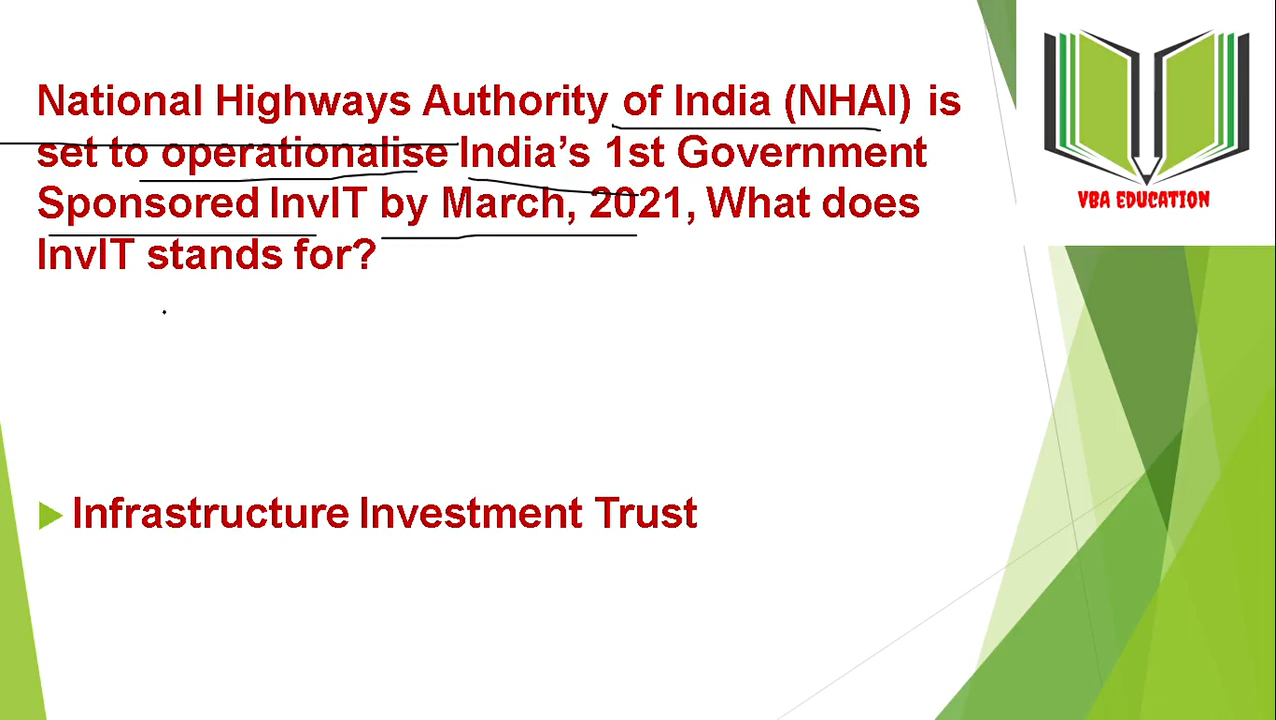 National Highways Authority of India (NHAI) is
set to operationalise India’s 1st Government
Sponsored InvIT by March, 2021, What does
InvIT stands for?
Infrastructure Investment Trust
VBA EDUCATION